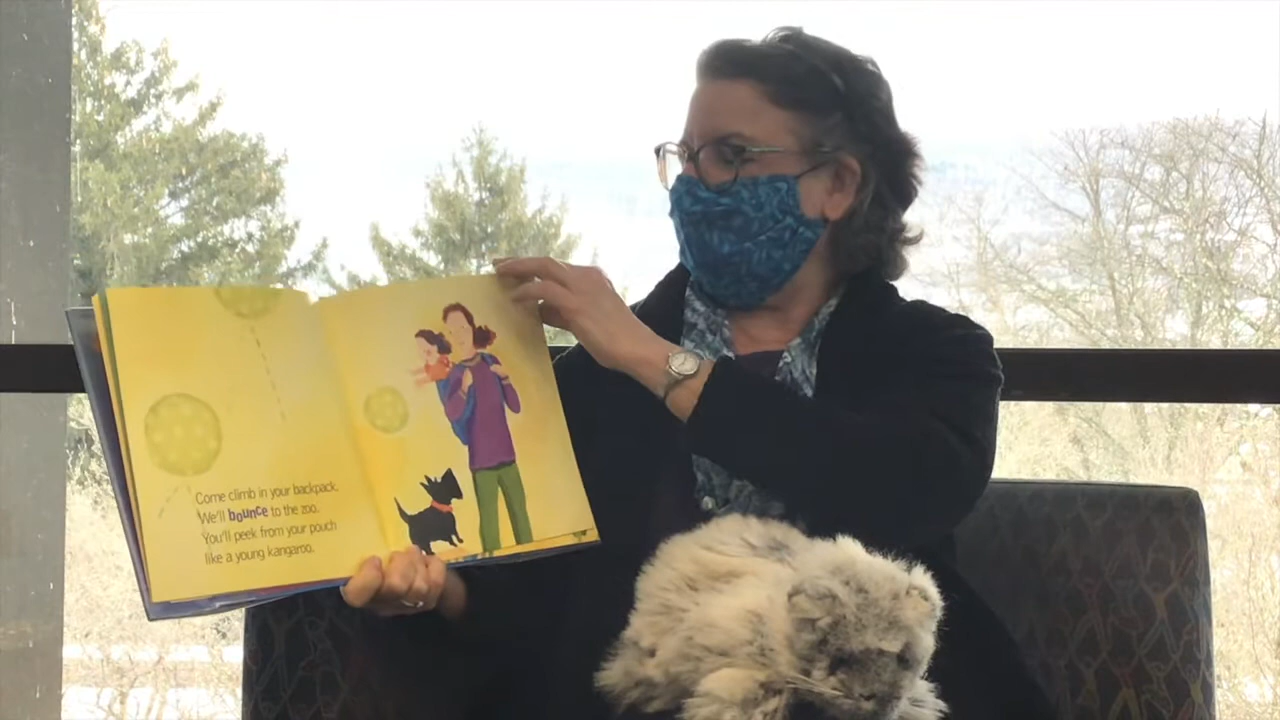 Come climb in your backpack.
We'll bounce to the zoo.
You'll peek from your pouch
like a young kangaroo.